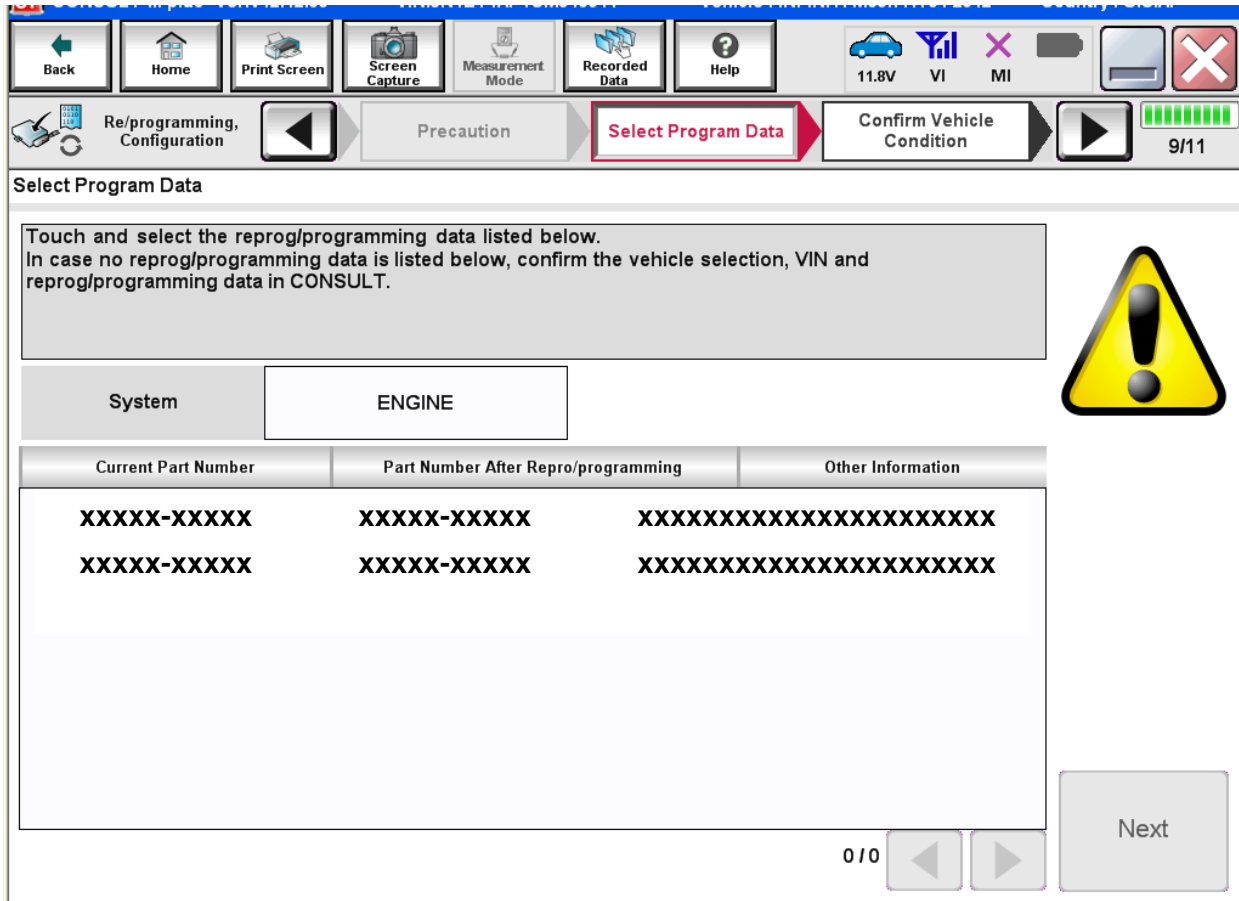 Back
Home
Print Screen
Screen
Capture
Measurement
Mode
Recorded
Data
Help
11.8V
VI
MI
Re/programming,
Configuration
Precaution
Select Program Data
Confirm Vehicle
Condition
9/11
Select Program Data
Touch and select the reprog/programming data listed below.
In case no reprog/programming data is listed below, confirm the vehicle selection, VIN and
reprog/programming data in CONSULT.
System
ENGINE
Current Part Number
Part Number After Repro/programming
Other Information
XXXXX-XXXXX XXXXX-XXXXX XXXXXXXXXXXXXXXXXXXXXX
XXXXX-XXXXX XXXXX-XXXXX XXXXXXXXXXXXXXXXXXXXXX
Next
0/0